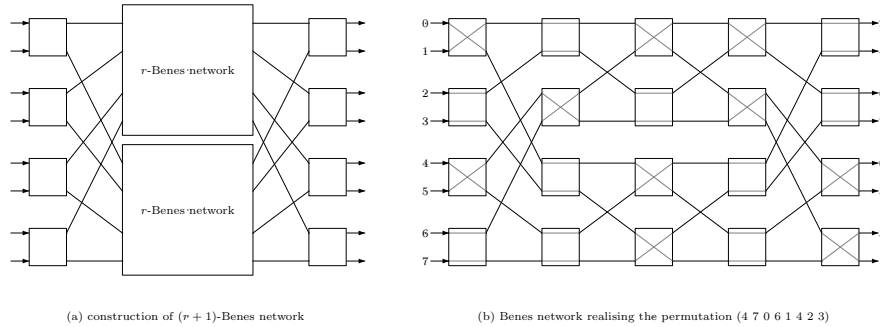 r-Benes network
r-Benes network
(a) construction of (r + 1)-Benes network
0
1
2
3
4
5
6
7
(b) Benes network realising the permutation (4 7 0 6 1 4 2 3)